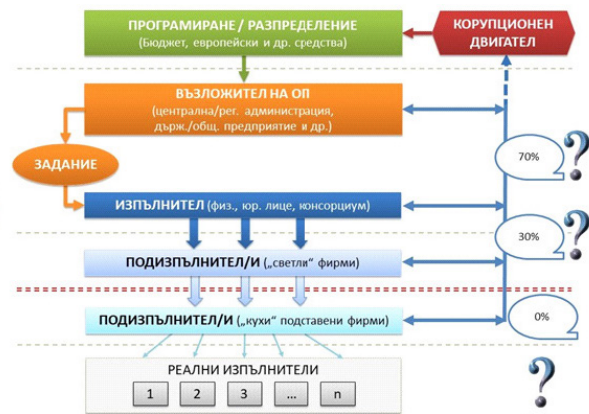 ПРОГРАМИРАНЕ / РАЗПРЕДЕЛЕНИЕ
(Бюджет, европейски и др. средства)
КОРУПЦИОНЕН
ДВИГАТЕЛ
ВЪЗЛОЖИТЕЛ НА ОП
(централна/рег. администрация,
държ./общ. предприятие и др.)
ЗАДАНИЕ
70%
?
ИЗПЪЛНИТЕЛ (физ., юр. лице, консорциум)
30%
?
ПОДИЗПЪЛНИТЕЛ/И („светли“ фирми)
ПОДИЗПЪЛНИТЕЛ/И („кухи“ подставени фирми)
0%
РЕАЛНИ ИЗПЪЛНИТЕЛИ
1 2 3 ... n
?